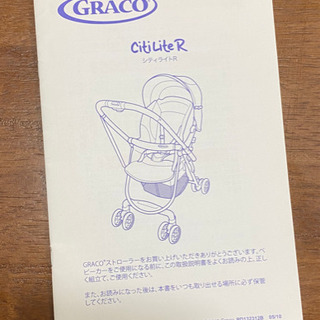 GRACO
CitiLite R
シティライトR
GRACO®ストローラーをお買い上げいただきありがとうございます。ベ
ビーカーをご使用になる前に、この取扱説明書をよくお読みの上、正し
く組立て、ご使用ください。
また、お読みになった後は、本書をいつも取り出せる場所に必ず保管
してください。